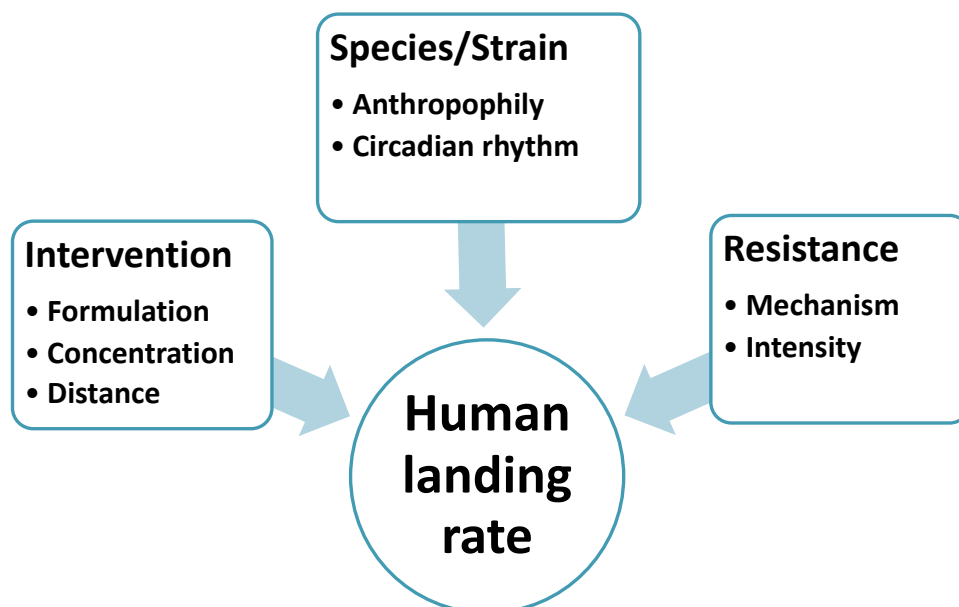 Species/Strain
• Anthropophily
• Circadian rhythm
Intervention
• Formulation
• Concentration
• Distance
Resistance
• Mechanism
• Intensity
Human
landing
rate